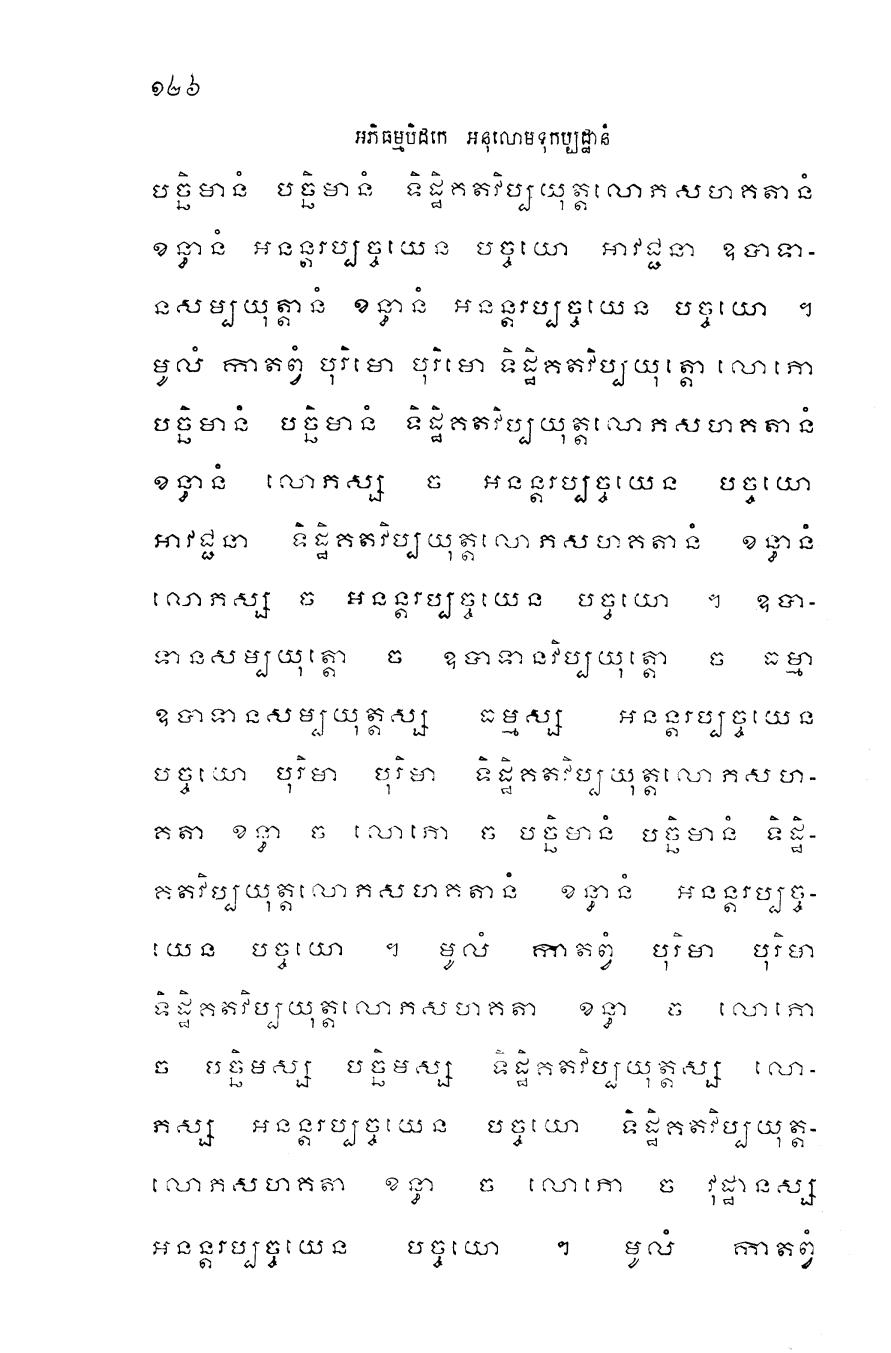 ១២៦
អភិធម្មបិដកេ អនុលោមទុកប្បដ្ឋានំ
បច្ឆិមានំ បច្ឆិមានំ ទិដ្ឋិគតវិប្បយុត្តលោភសហគតានំ
ខន្ធានំ អនន្តរប្បច្ចយេន បច្ចយោ អាវជ្ជនា ឧបាទា-
នសម្បយុត្តានំ ខន្ធានំ អនន្តរប្បច្ចយេន បច្ចយោ ។
មូលំ កាតព្វំ បុរិមោ បុរិមោ ទិដ្ឋិគតវិប្បយុត្តោ លោភោ
បច្ឆិមានំ បច្ឆិមានំ ទិដ្ឋិគតវិប្បយុត្តលោភសហគតានំ
ខន្ធានំ លោភស្ស ច អនន្តរប្បច្ចយេន បច្ចយោ
អាវជ្ជនា ទិដ្ឋិគតវិប្បយុត្តលោភសហគតានំ ខន្ធានំ
លោភស្ស ច អនន្តរប្បច្ចយេន បច្ចយោ ។ ឧបា-
ទានសម្បយុត្តោ ច ឧបាទានវិប្បយុត្តោ ច ធម្មា
ឧបាទានសម្បយុត្តស្ស ធម្មស្ស អនន្តរប្បច្ចយេន
បច្ចយោ បុរិមា បុរិមា ទិដ្ឋិគតវិប្បយុត្តលោភសហ-
គតា ខន្ធា ច លោភោ ច បច្ឆិមានំ បច្ឆិមានំ ទិដ្ឋិ-
គតវិប្បយុត្តលោភសហគតានំ ខន្ធានំ អនន្តរប្បច្ច-
យេន បច្ចយោ ។ មូលំ កាតព្វំ បុរិមា បុរិមា
ទិដ្ឋិគតវិប្បយុត្តលោភសហគតា ខន្ធា ច លោភោ
ច បច្ឆិមស្ស បច្ឆិមស្ស ទិដ្ឋិគតវិប្បយុត្តស្ស លោ-
ភស្ស អនន្តរប្បច្ចយេន បច្ចយោ ទិដ្ឋិគតវិប្បយុត្ត-
លោភសហគតា ខន្ធា ច លោភោ ច វុដ្ឋានស្ស
អនន្តរប្បច្ចយេន បច្ចយោ ។ មូលំ កាតព្វំ